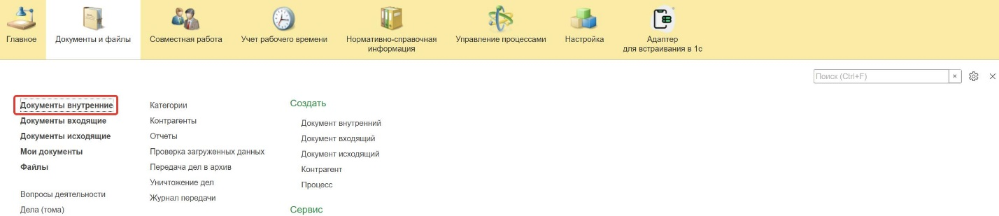 Главное
Документы и файлы
Совместная работа
Учет рабочего времени
Нормативно-справочная
информация
Управление процессами
Настройка
Адаптер
для встраивания в 1с
Поиск (Ctrl+F)
Документы внутренние
Документы входящие
Документы исходящие
Мои документы
Файлы
Вопросы деятельности
Дела (тома)
Категории
Контрагенты
Отчеты
Проверка загруженных данных
Передача дел в архив
Уничтожение дел
Журнал передачи
Создать
Документ внутренний
Документ входящий
Документ исходящий
Контрагент
Процесс
Сервис